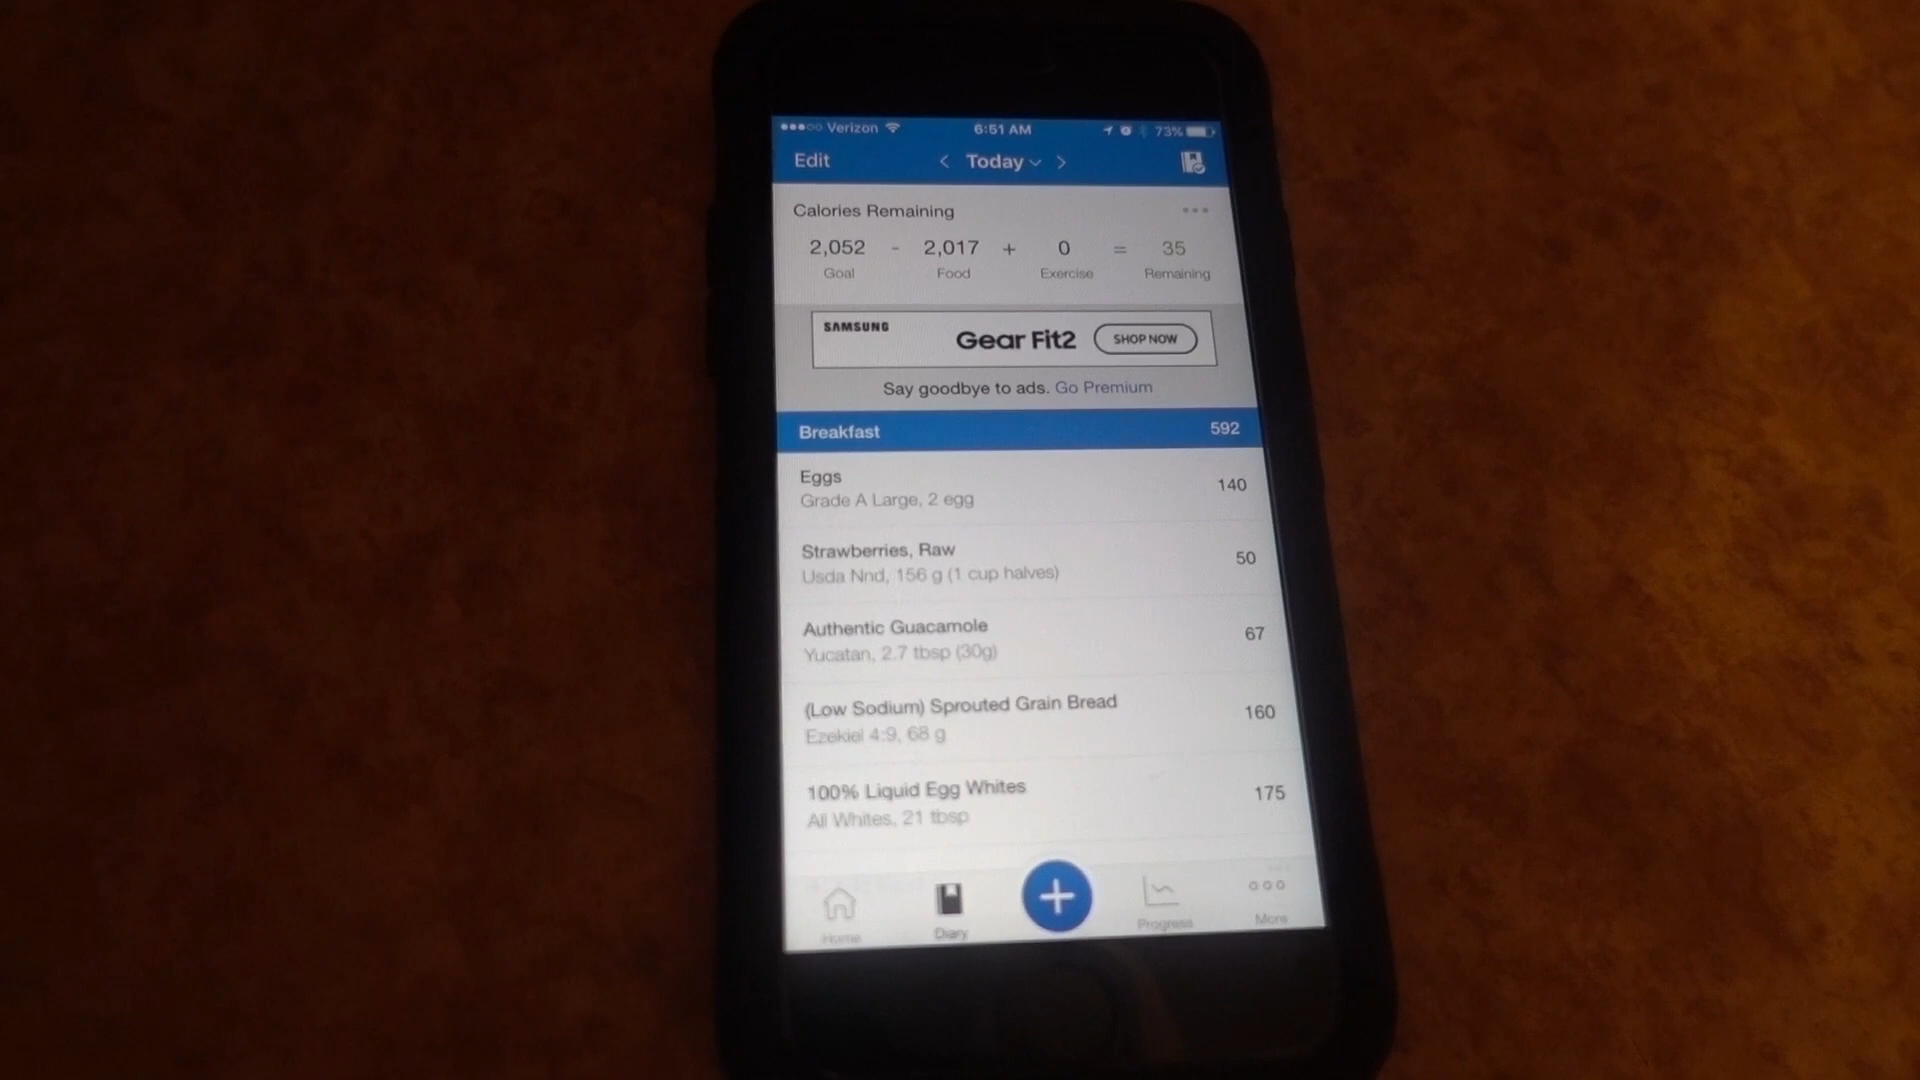 Verizon 6:51 AM 73%
Edit < Today >
Calories Remaining
2,052 - 2,017 + 0 = 35
Goal Food Exercise Remaining
SAMSUNG Gear Fit2 SHOP NOW
Say goodbye to ads. Go Premium
Breakfast 592
Eggs 140
Grade A Large, 2 egg
Strawberries, Raw 50
Usda Nnd, 156 g (1 cup halves)
Authentic Guacamole 67
Yucatan, 2.7 tbsp (30g)
(Low Sodium) Sprouted Grain Bread 160
Ezekiel 4:9, 68 g
100% Liquid Egg Whites 175
All Whites, 21 tbsp
Home Diary Progress More